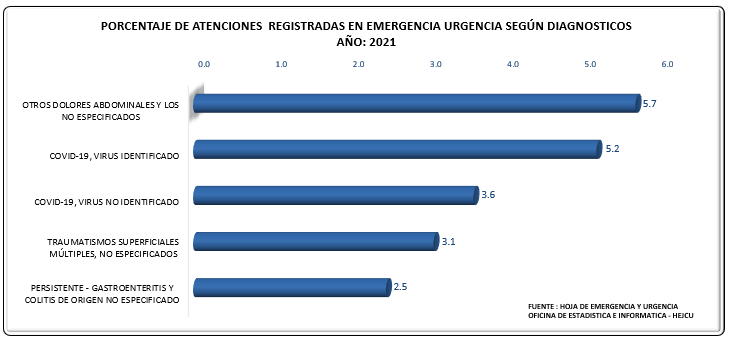 PORCENTAJE DE ATENCIONES REGISTRADAS EN EMERGENCIA URGENCIA SEGÚN DIAGNOSTICOS
AÑO: 2021
0.0 1.0 2.0 3.0 4.0 5.0 6.0
OTROS DOLORES ABDOMINALES Y LOS
NO ESPECIFICADOS
5.7
COVID-19, VIRUS IDENTIFICADO
5.2
COVID-19, VIRUS NO IDENTIFICADO
3.6
TRAUMATISMOS SUPERFICIALES
MÚLTIPLES, NO ESPECIFICADOS
3.1
PERSISTENTE - GASTROENTERITIS Y
COLITIS DE ORIGEN NO ESPECIFICADO
2.5
FUENTE : HOJA DE EMERGENCIA Y URGENCIA
OFICINA DE ESTADISTICA E INFORMATICA - HEJCU